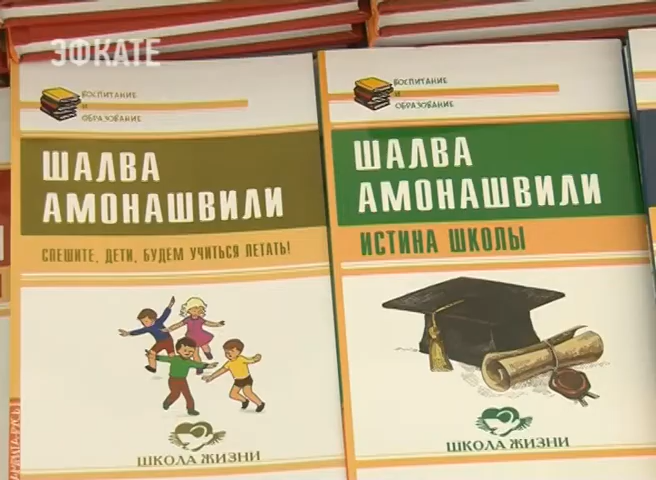 ЭФКАТЕ
ВОСПИТАНИЕ
И
ОБРАЗОВАНИЕ
ШАЛВА
АМОНАШВИЛИ
СПЕШИТЕ, ДЕТИ, БУДЕМ УЧИТЬСЯ ЛЕТАТЬ!
ШКОЛА ЖИЗНИ
ВОСПИТАНИЕ
И
ОБРАЗОВАНИЕ
ШАЛВА
АМОНАШВИЛИ
ИСТИНА ШКОЛЫ
ШКОЛА ЖИЗНИ